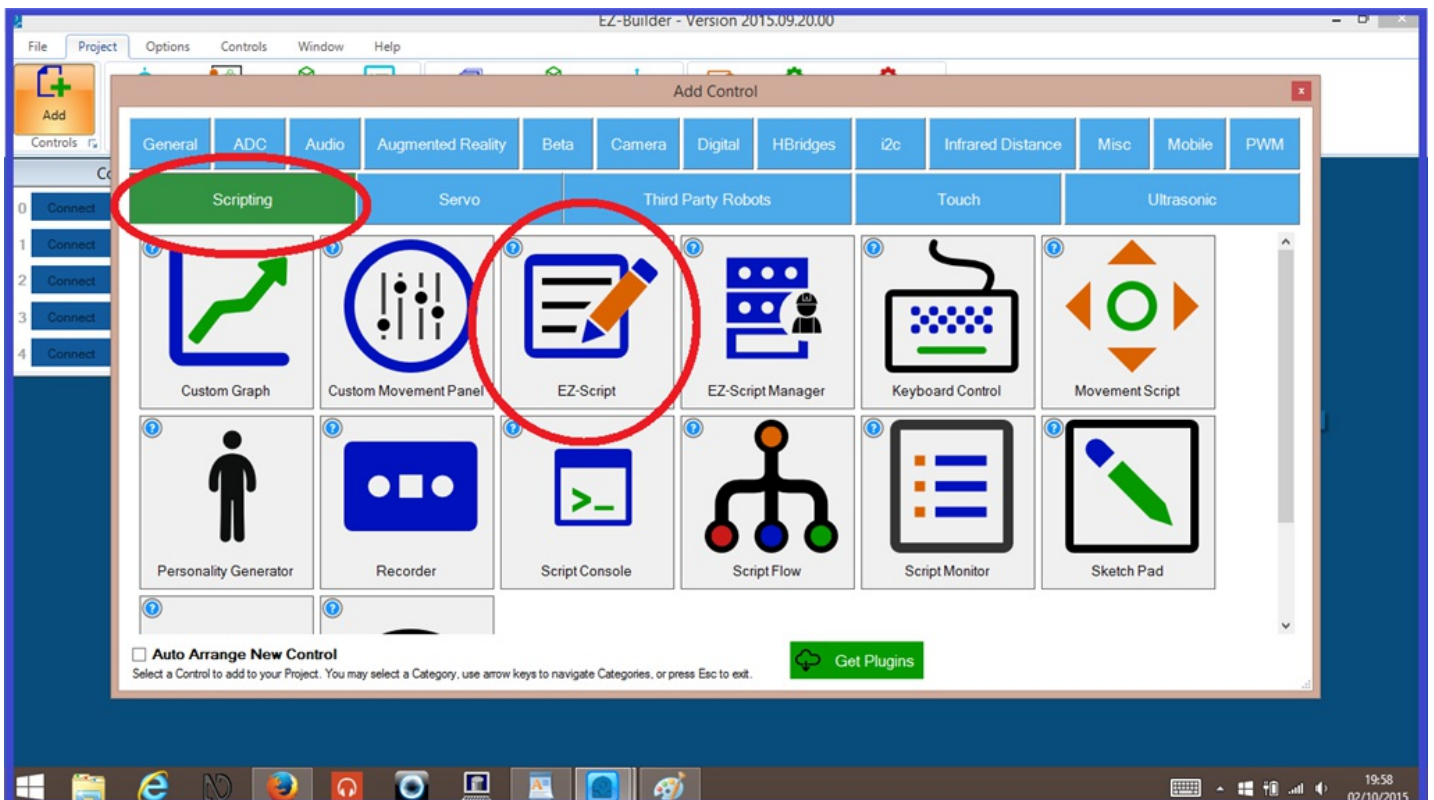 EZ-Builder - Version 2015.09.20.00
File Project Options Controls Window Help
Add
Controls
Add Control
x
General ADC Audio Augmented Reality Beta Camera Digital HBridges i2c Infrared Distance Misc Mobile PWM
Scripting Servo Third Party Robots Touch Ultrasonic
0 Connect
1 Connect
2 Connect
3 Connect
4 Connect
Custom Graph Custom Movement Panel EZ-Script EZ-Script Manager Keyboard Control Movement Script
Personality Generator Recorder Script Console Script Flow Script Monitor Sketch Pad
Auto Arrange New Control
Select a Control to add to your Project. You may select a Category, use arrow keys to navigate Categories, or press Esc to exit.
Get Plugins
19:58
02/10/2015